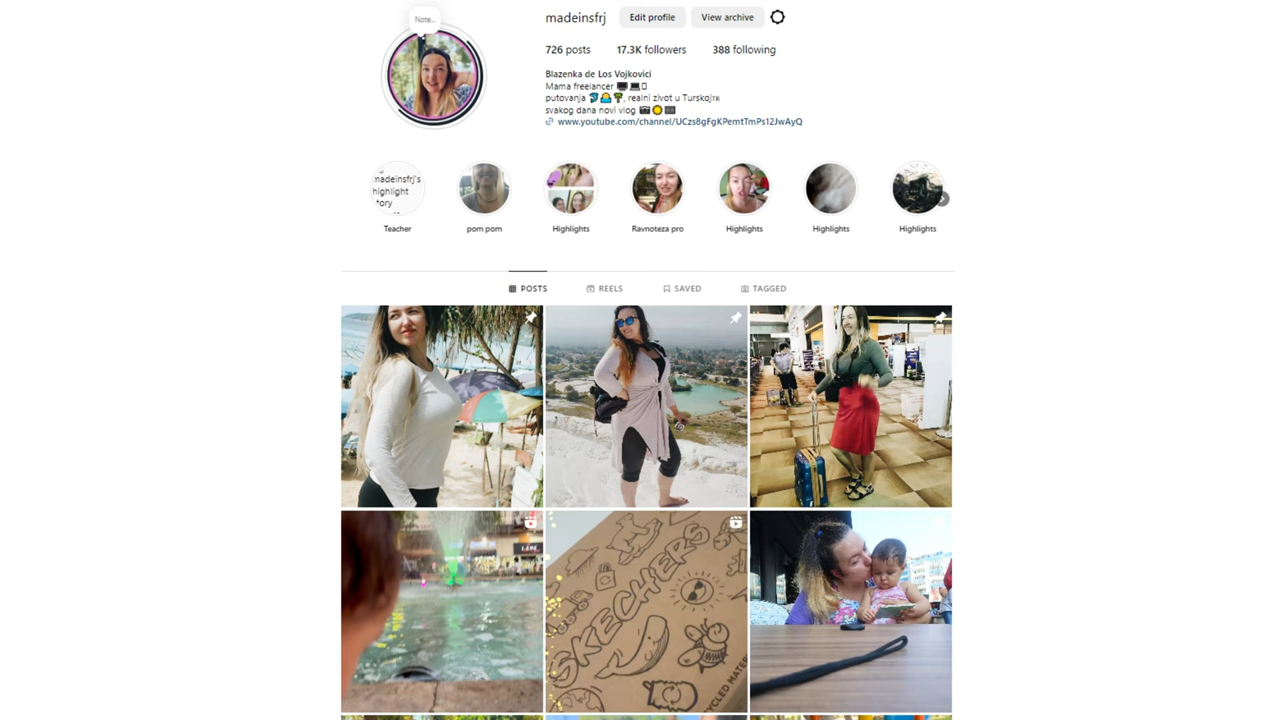 Note...
madeinsfrj Edit profile View archive
726 posts 17.3K followers 388 following
Blazenka de Los Vojkovici
Mama freelancer
putovanja , realni zivot u TurskojTR
svakog dana novi vlog
www.youtube.com/channel/UCzs8gFgKPemtTmPs12JwAyQ
madeinsfrj's
highlight
story
Teacher pom pom Highlights Ravnoteza pro Highlights Highlights Highlights
POSTS REELS SAVED TAGGED
SKECHERS